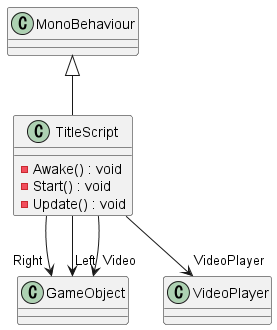 C MonoBehaviour
C TitleScript
Awake() : void
Start() : void
Update() : void
Right Left Video VideoPlayer
C GameObject
C VideoPlayer